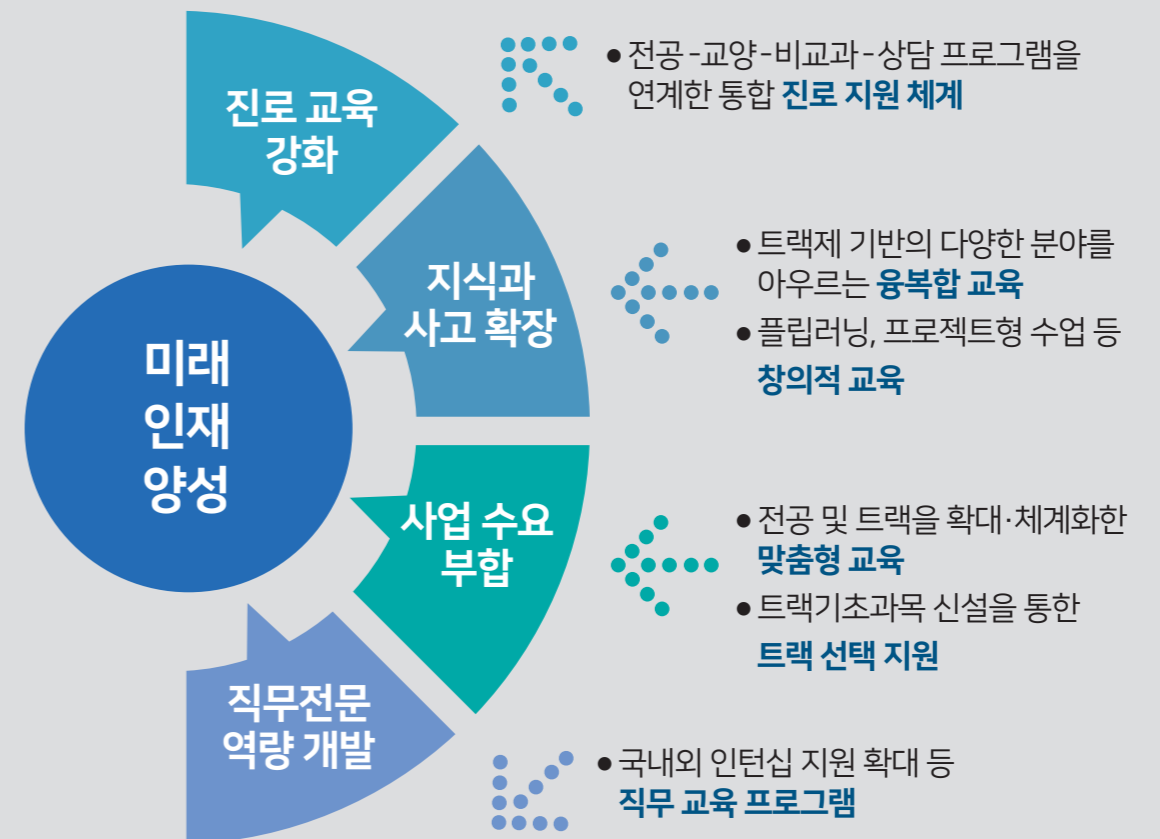 진로 교육
강화
● 전공-교양-비교과-상담 프로그램을
연계한 통합 진로 지원 체계
지식과
사고 확장
● 트랙제 기반의 다양한 분야를
아우르는 융복합 교육
● 플립러닝, 프로젝트형 수업 등
창의적 교육
미래
인재
양성
사업 수요
부합
● 전공 및 트랙을 확대·체계화한
맞춤형 교육
● 트랙기초과목 신설을 통한
트랙 선택 지원
직무전문
역량 개발
● 국내외 인턴십 지원 확대 등
직무 교육 프로그램